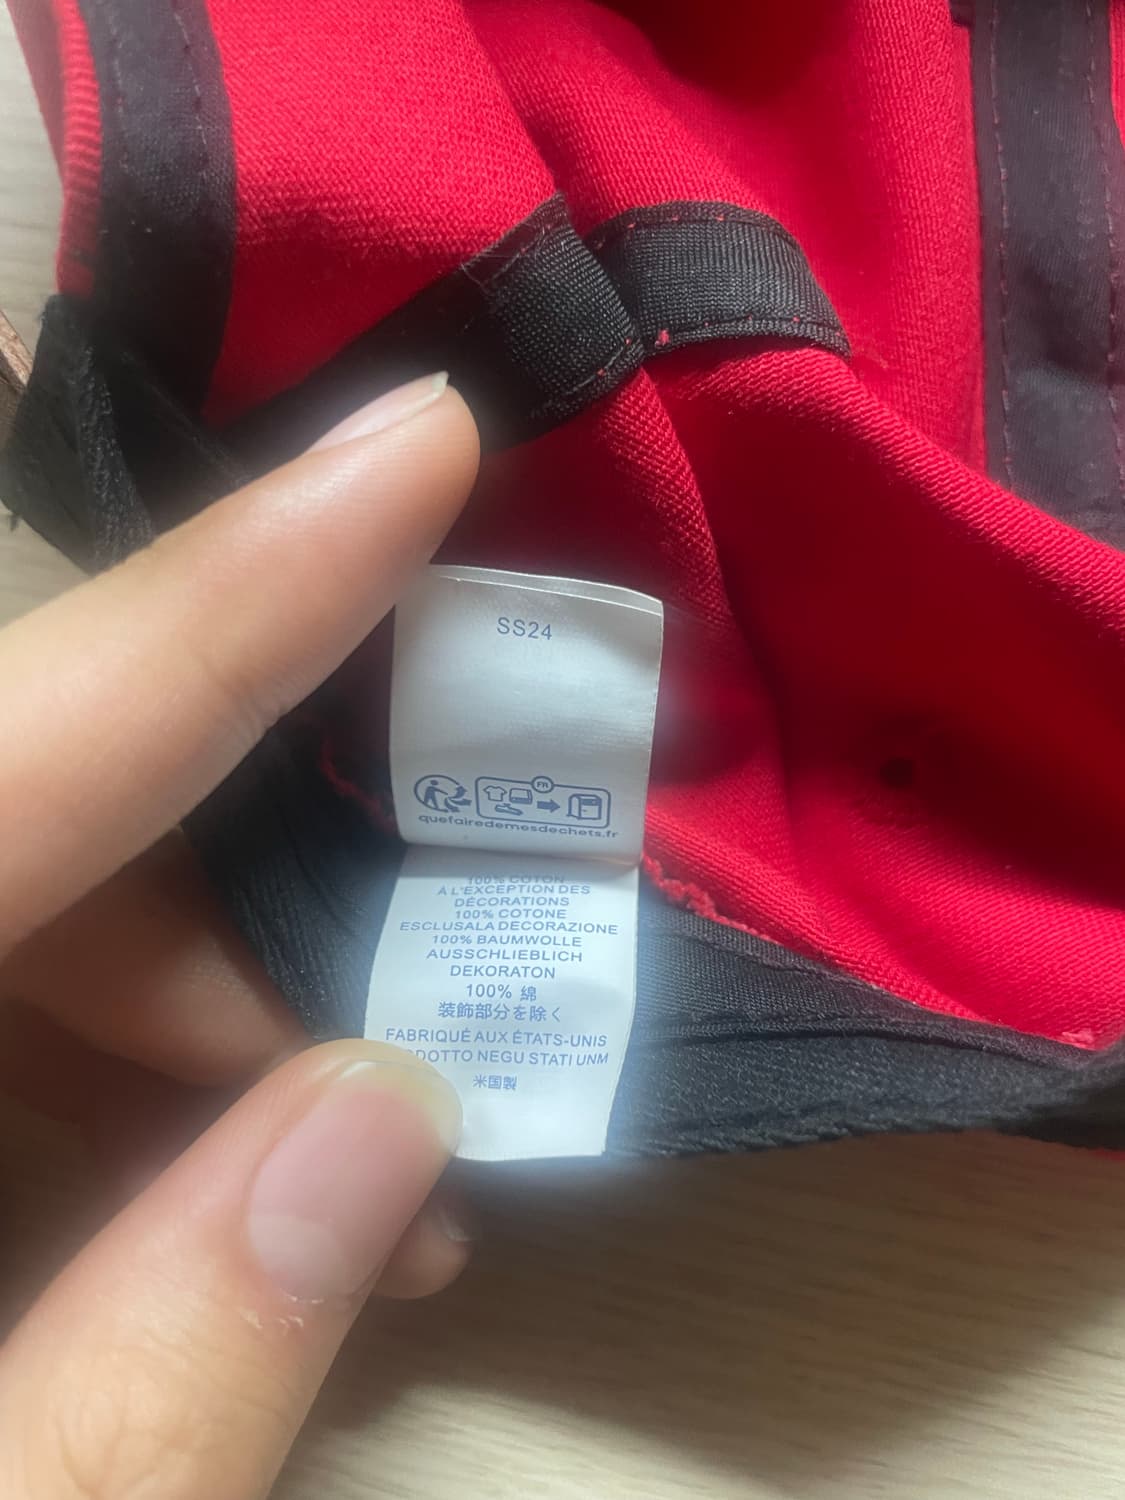 SS24
FR
quefairedemesdechets.fr
100% COTON
À L'EXCEPTION DES
DÉCORATIONS
100% COTONE
ESCLUSALA DECORAZIONE
100% BAUMWOLLE
AUSSCHLIEBLICH
DEKORATON
100% 綿
装飾部分を除く
FABRIQUÉ AUX ÉTATS-UNIS
DOTTO NEGU STATI UNM
米国製